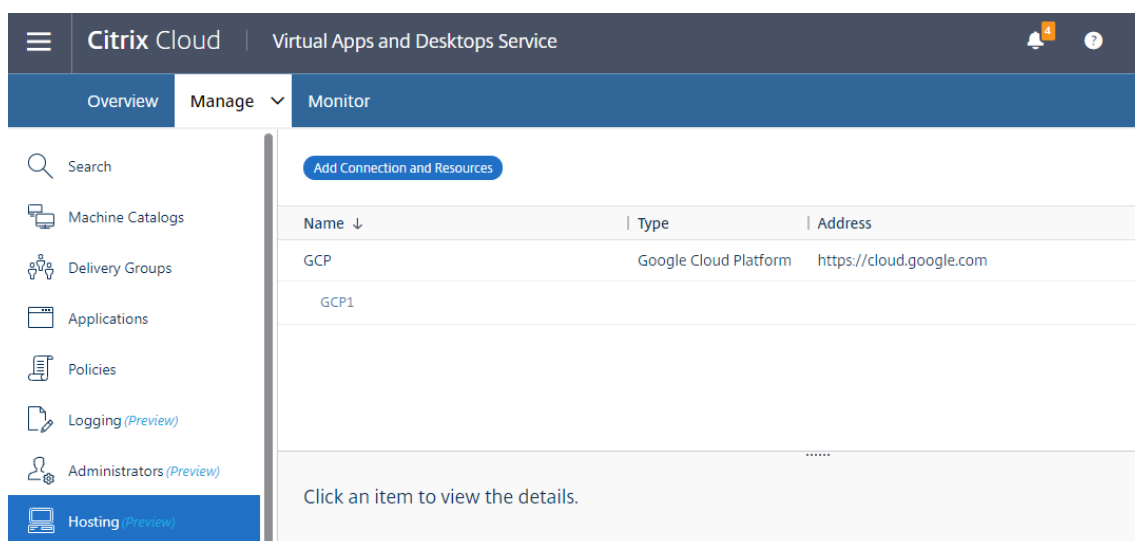 Citrix Cloud | Virtual Apps and Desktops Service 4 ?
Overview Manage Monitor
Search
Machine Catalogs
Delivery Groups
Applications
Policies
Logging (Preview)
Administrators (Preview)
Hosting (Preview)
Add Connection and Resources
Name ↓ Type Address
GCP Google Cloud Platform https://cloud.google.com
GCP1
Click an item to view the details.